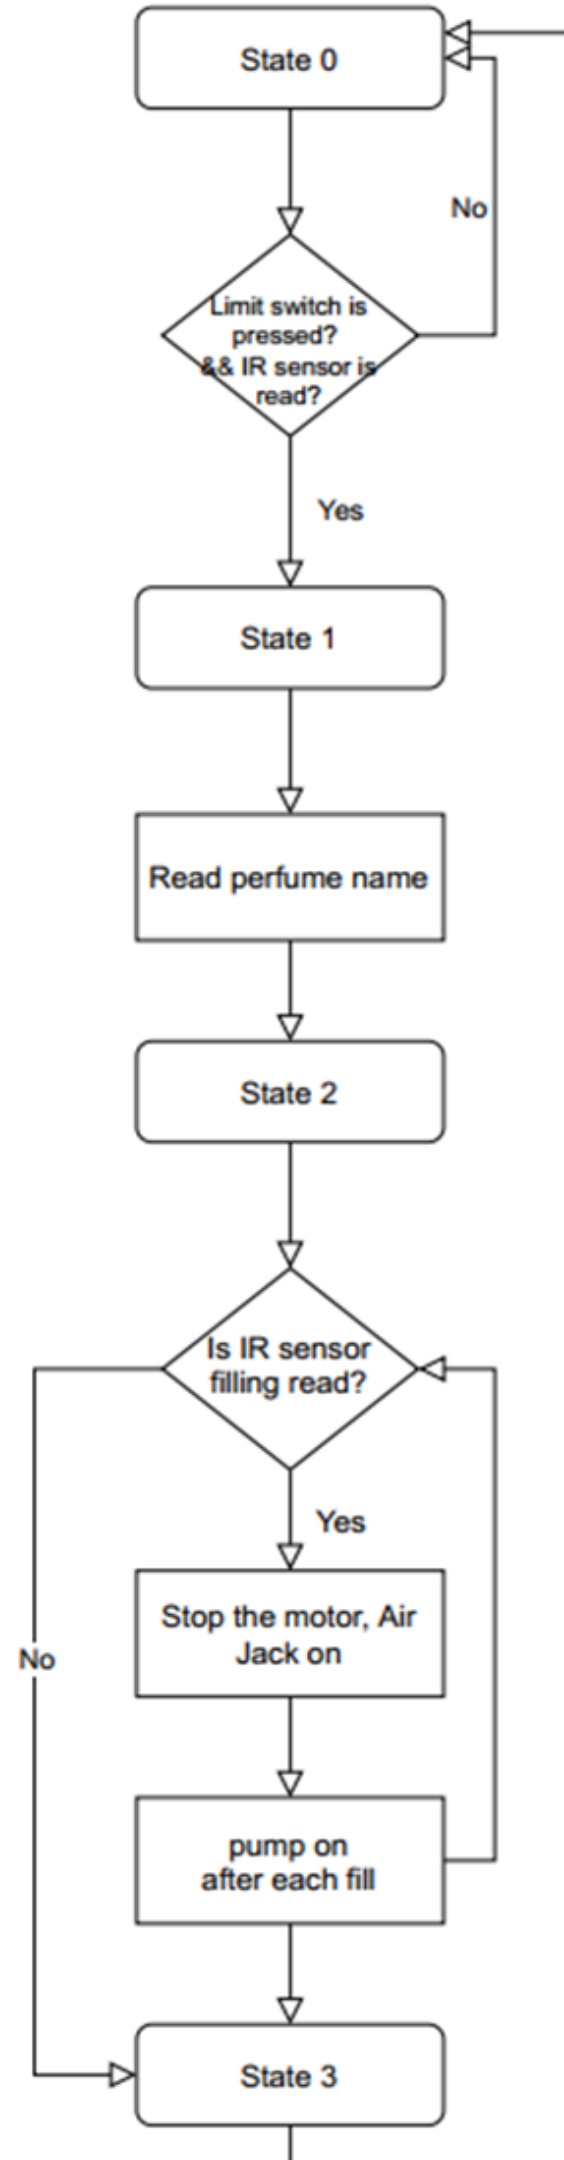 State 0
No
Limit switch is
pressed?
&& IR sensor is
read?
Yes
State 1
Read perfume name
State 2
Is IR sensor
filling read?
Yes
Stop the motor, Air
Jack on
No
pump on
after each fill
State 3